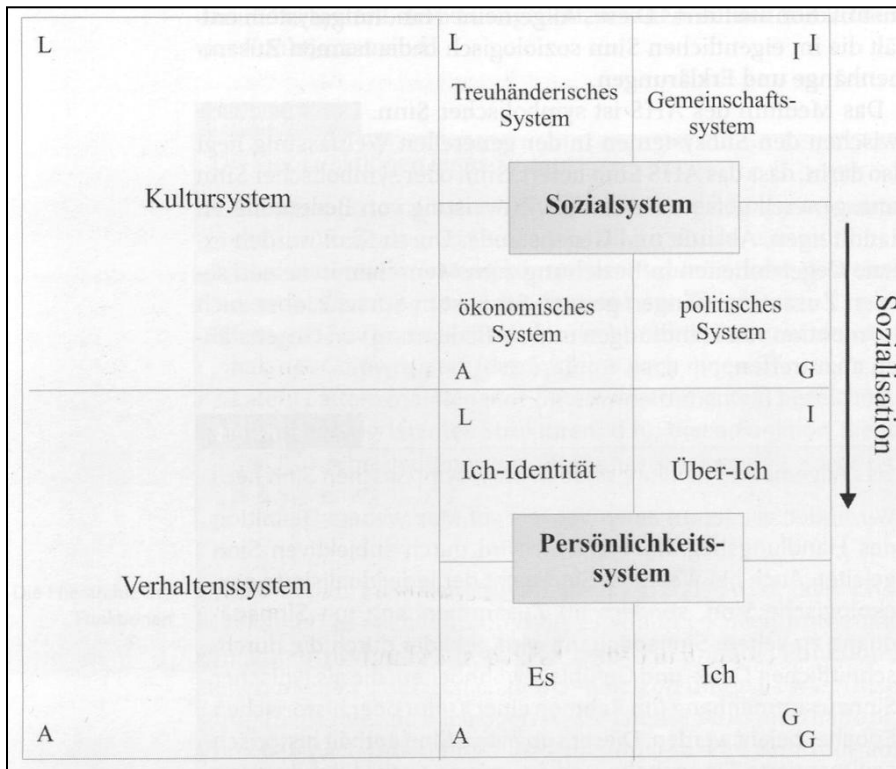 L
L
I
I
Treuhänderisches
System
Gemeinschafts-
system
Kultursystem
Sozialsystem
ökonomisches
System
politisches
System
A
G
Sozialisation
L
I
Ich-Identität
Über-Ich
Persönlichkeits-
system
Verhaltenssystem
Es
Ich
A
A
G
G